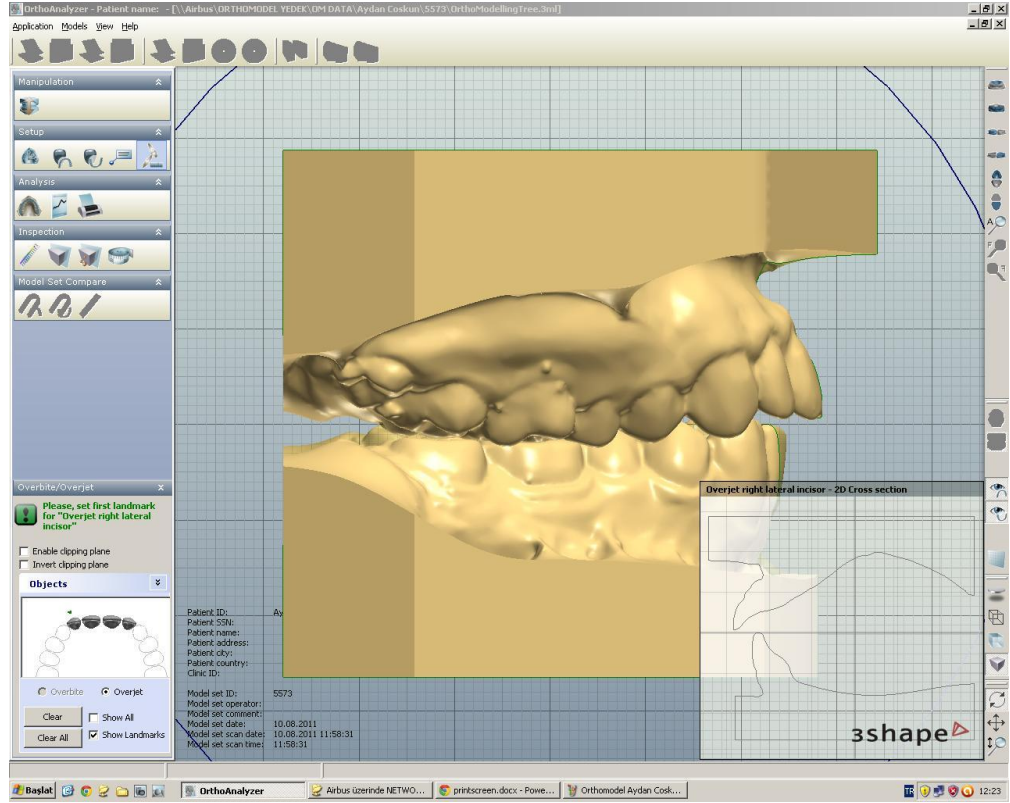 OrthoAnalyzer - Patient name: - [\\Airbus\ORTHOMODEL YEDEK\OM DATA\Aydan Coskun\5573\OrthoModellingTree.3ml]
Application Models View Help
Manipulation
Setup
Analysis
Inspection
Model Set Compare
Overbite/Overjet
Please, set first landmark
for "Overjet right lateral
incisor"
Enable clipping plane
Invert clipping plane
Objects
Overbite Overjet
Clear Show All
Clear All Show Landmarks
Patient ID: Ay
Patient SSN:
Patient name:
Patient address:
Patient city:
Patient country:
Clinic ID:
Model set ID: 5573
Model set operator:
Model set comment:
Model set date: 10.08.2011
Model set scan date: 10.08.2011 11:58:31
Model set scan time: 11:58:31
Overjet right lateral incisor - 2D Cross section
3shape
Başlat OrthoAnalyzer Airbus üzerinde NETWO... printscreen.docx - Powe... Orthomodel Aydan Cosk... TR 12:23